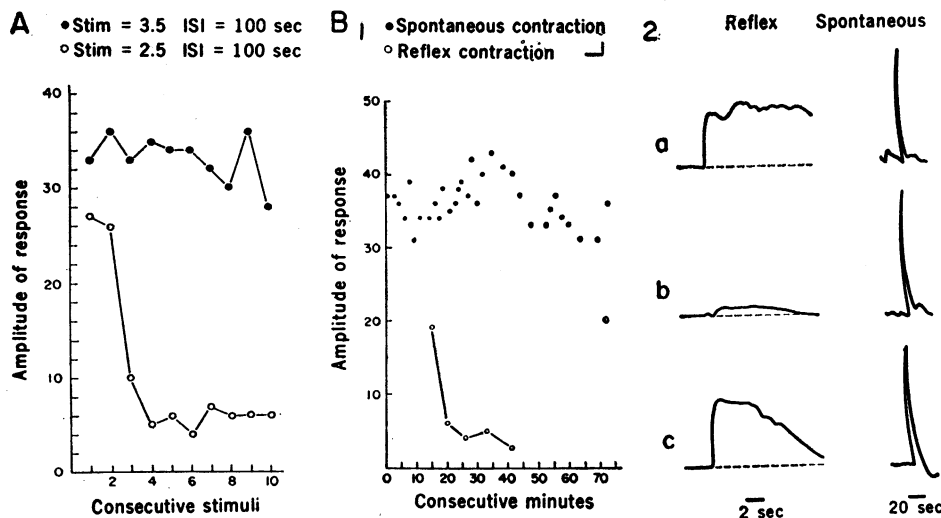 A
●Stim = 3.5 ISI = 100 sec
○Stim = 2.5 ISI = 100 sec
Amplitude of response
40
30
20
10
0
2 4 6 8 10
Consecutive stimuli
B 1
●Spontaneous contraction
○Reflex contraction
Amplitude of response
50
40
30
20
10
0 10 20 30 40 50 60 70
Consecutive minutes
2.
Reflex Spontaneous
a
b
c
2 sec 20 sec